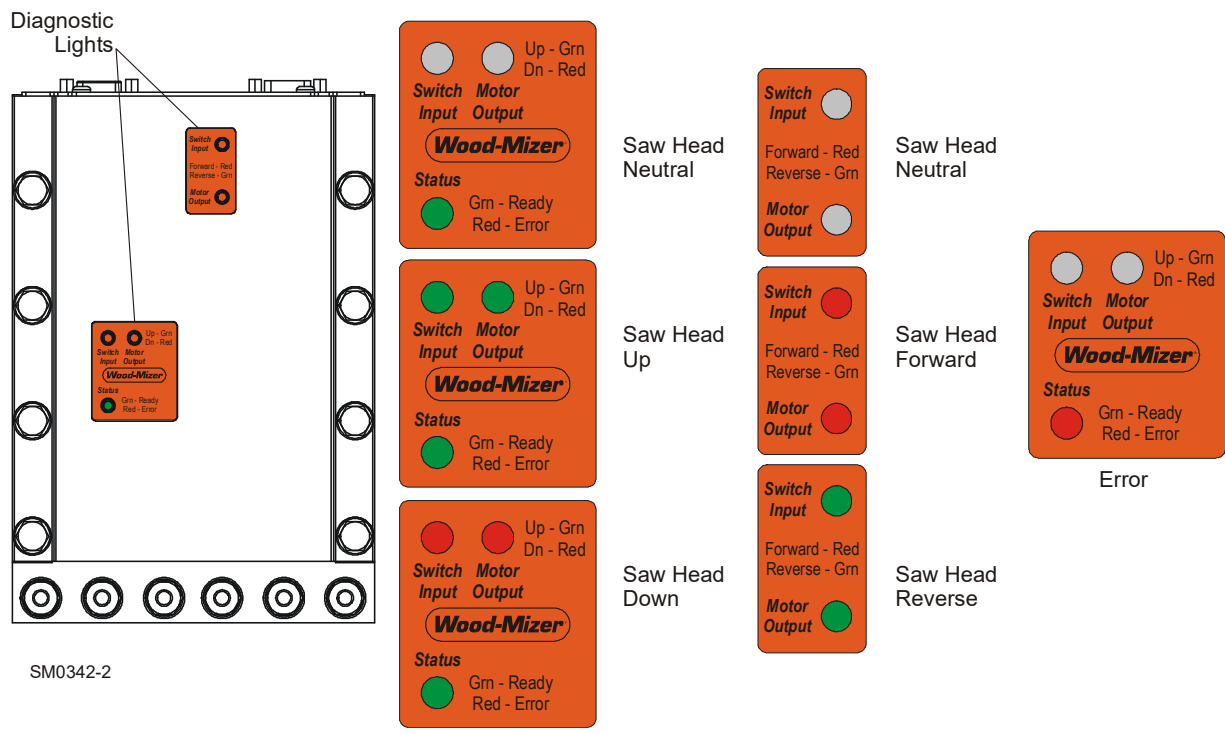 Diagnostic
Lights
Switch
Input
Forward - Red
Reverse - Grn
Motor
Output
Up - Grn
Dn - Red
Switch Motor
Input Output
Wood-Mizer
Status
Grn - Ready
Red - Error
SM0342-2
Up - Grn
Dn - Red
Switch Motor
Input Output
Wood-Mizer
Status
Grn - Ready
Red - Error
Saw Head
Neutral
Up - Grn
Dn - Red
Switch Motor
Input Output
Wood-Mizer
Status
Grn - Ready
Red - Error
Saw Head
Up
Up - Grn
Dn - Red
Switch Motor
Input Output
Wood-Mizer
Status
Grn - Ready
Red - Error
Saw Head
Down
Switch
Input
Forward - Red
Reverse - Grn
Motor
Output
Saw Head
Neutral
Switch
Input
Forward - Red
Reverse - Grn
Motor
Output
Saw Head
Forward
Switch
Input
Forward - Red
Reverse - Grn
Motor
Output
Saw Head
Reverse
Up - Grn
Dn - Red
Switch Motor
Input Output
Wood-Mizer
Status
Grn - Ready
Red - Error
Error